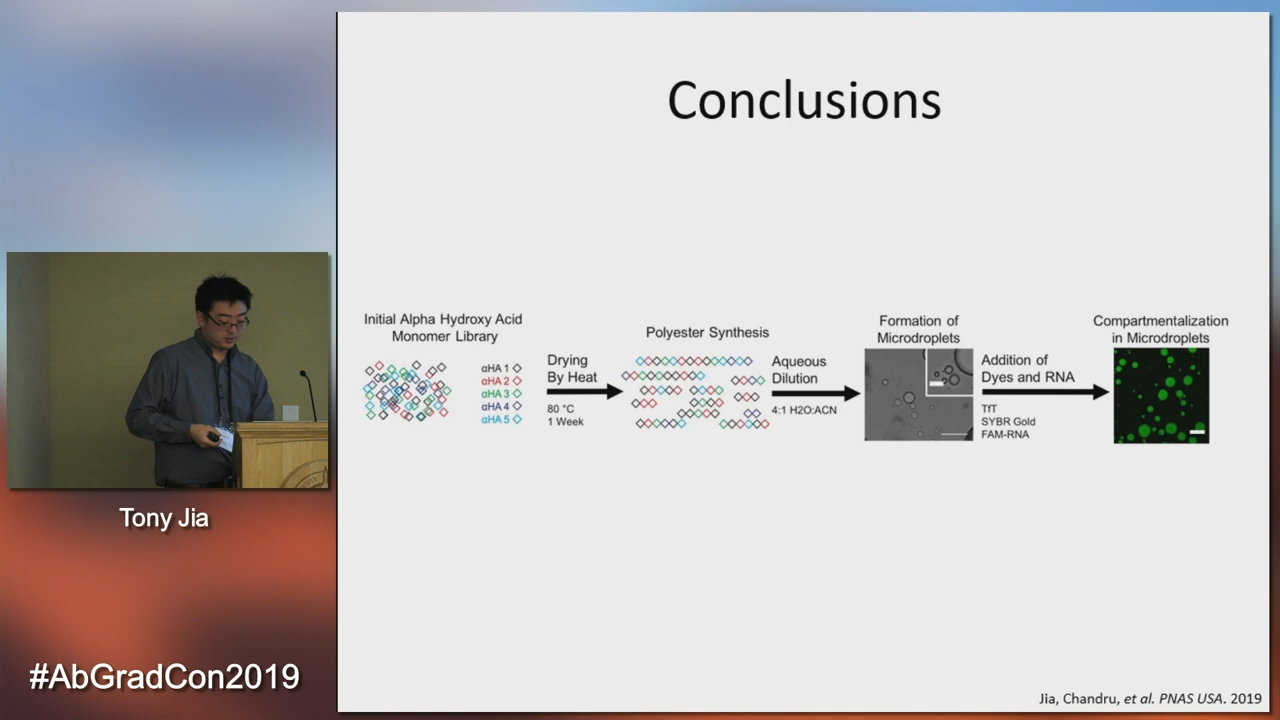 Conclusions
Initial Alpha Hydroxy Acid
Monomer Library
αHA 1
αHA 2
αHA 3
αHA 4
αHA 5
Drying
By Heat
80 °C
1 Week
Polyester Synthesis
Aqueous
Dilution
4:1 H2O:ACN
Formation of
Microdroplets
Addition of
Dyes and RNA
TfT
SYBR Gold
FAM-RNA
Compartmentalization
in Microdroplets
Jia, Chandru, et al. PNAS USA. 2019
Tony Jia
#AbGradCon2019